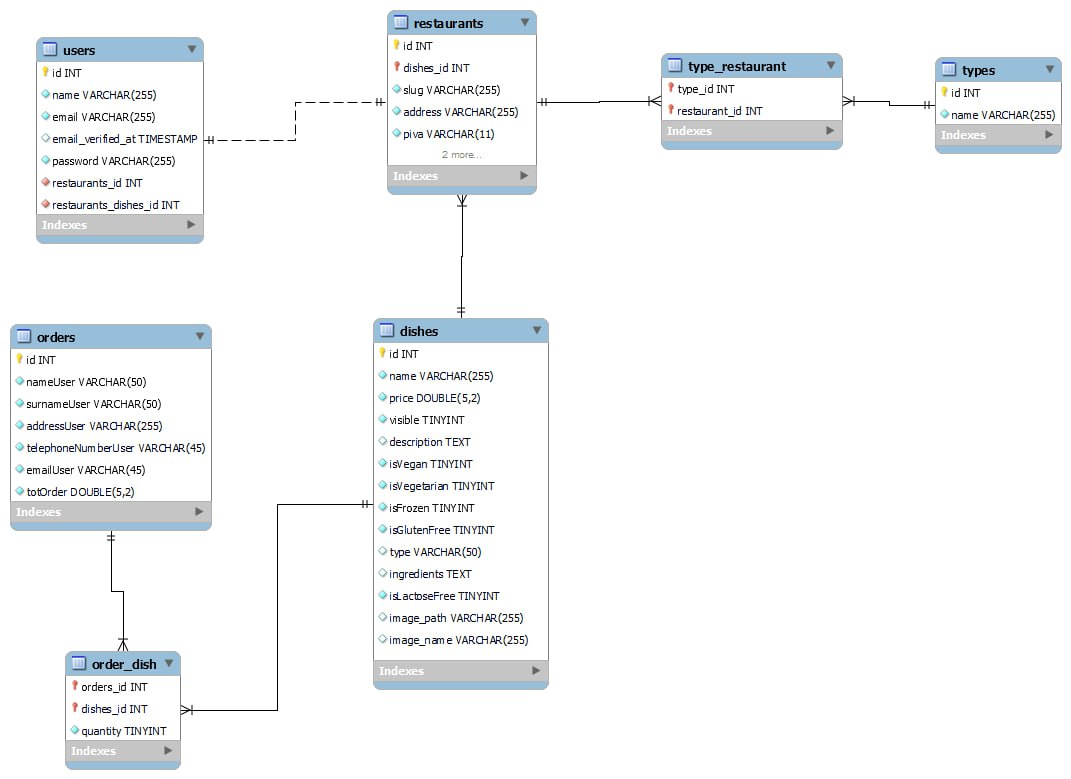 users
id INT
name VARCHAR(255)
email VARCHAR(255)
email_verified_at TIMESTAMP
password VARCHAR(255)
restaurants_id INT
restaurants_dishes_id INT
Indexes
restaurants
id INT
dishes_id INT
slug VARCHAR(255)
address VARCHAR(255)
piva VARCHAR(11)
2 more...
Indexes
type_restaurant
type_id INT
restaurant_id INT
Indexes
types
id INT
name VARCHAR(255)
Indexes
orders
id INT
nameUser VARCHAR(50)
surnameUser VARCHAR(50)
addressUser VARCHAR(255)
telephoneNumberUser VARCHAR(45)
emailUser VARCHAR(45)
totOrder DOUBLE(5,2)
Indexes
dishes
id INT
name VARCHAR(255)
price DOUBLE(5,2)
visible TINYINT
description TEXT
isVegan TINYINT
isVegetarian TINYINT
isFrozen TINYINT
isGlutenFree TINYINT
type VARCHAR(50)
ingredients TEXT
isLactoseFree TINYINT
image_path VARCHAR(255)
image_name VARCHAR(255)
Indexes
order_dish
orders_id INT
dishes_id INT
quantity TINYINT
Indexes